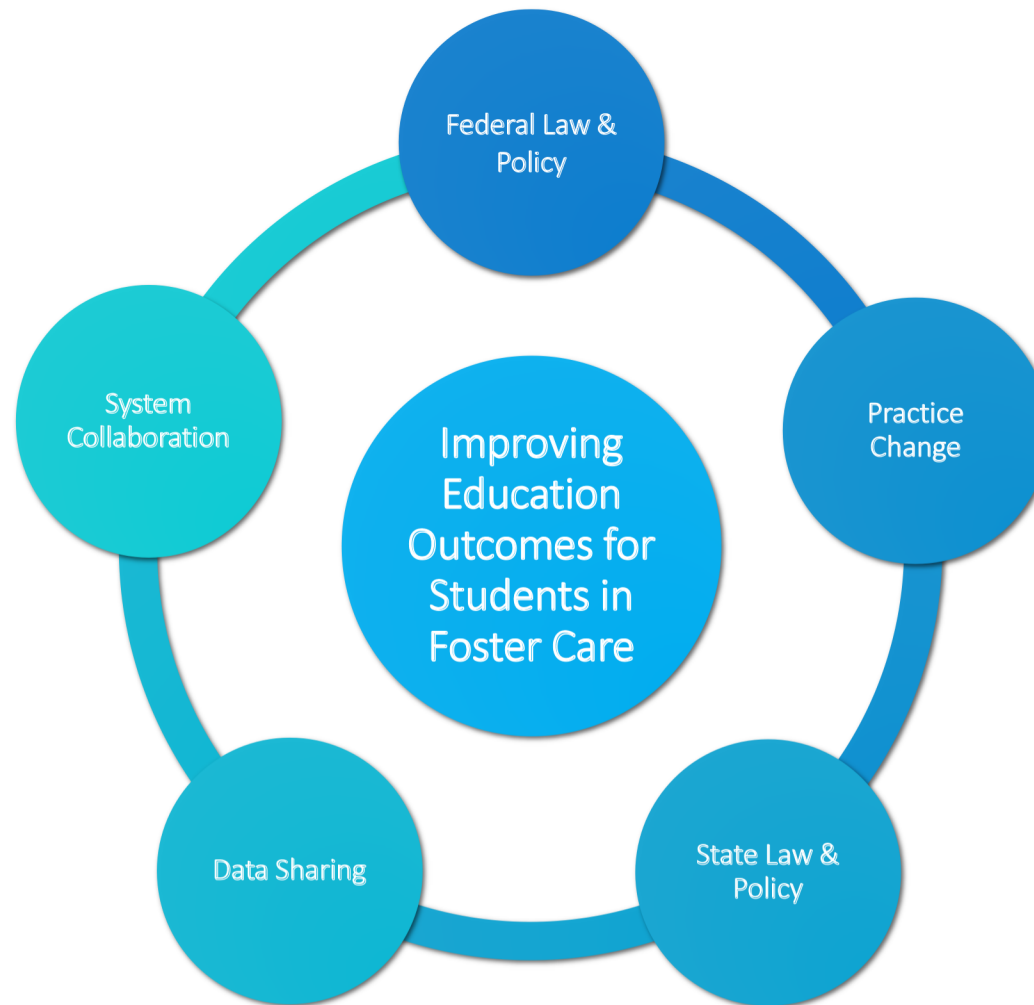 Federal Law &
Policy
System
Collaboration
Practice
Change
Improving
Education
Outcomes for
Students in
Foster Care
Data Sharing
State Law &
Policy